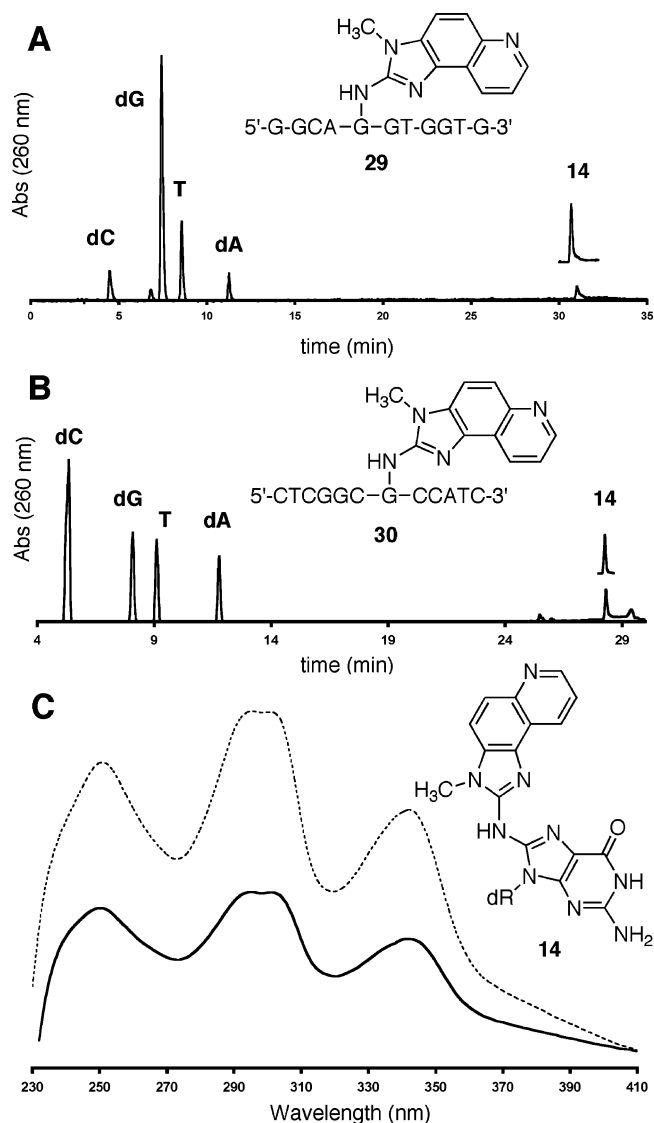 A
Abs (260 nm)
dC
dG
T
dA
H₃C
N
N
N
HN
5'-G-GCA-G-GT-GGT-G-3'
29
14
0 5 10 15 20 25 30 35
time (min)
B
Abs (260 nm)
dC
dG
T
dA
H₃C
N
N
N
HN
5'-CTCGGC-G-CCATC-3'
30
14
4 9 14 19 24 29
time (min)
C
N
N
N
H₃C
HN
N
O
N
NH
dR
N
NH₂
14
230 250 270 290 310 330 350 370 390 410
Wavelength (nm)